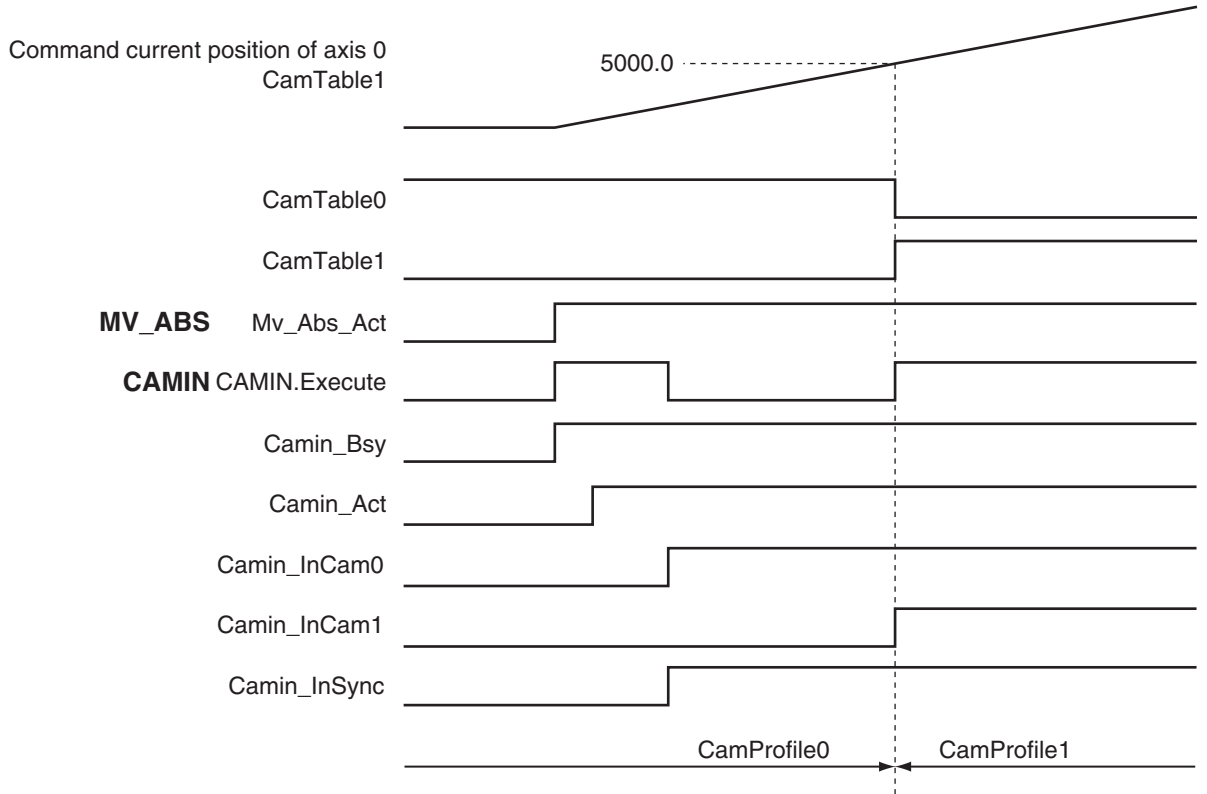 Command current position of axis 0
CamTable1
5000.0
CamTable0
CamTable1
MV_ABS Mv_Abs_Act
CAMIN CAMIN.Execute
Camin_Bsy
Camin_Act
Camin_InCam0
Camin_InCam1
Camin_InSync
CamProfile0 CamProfile1